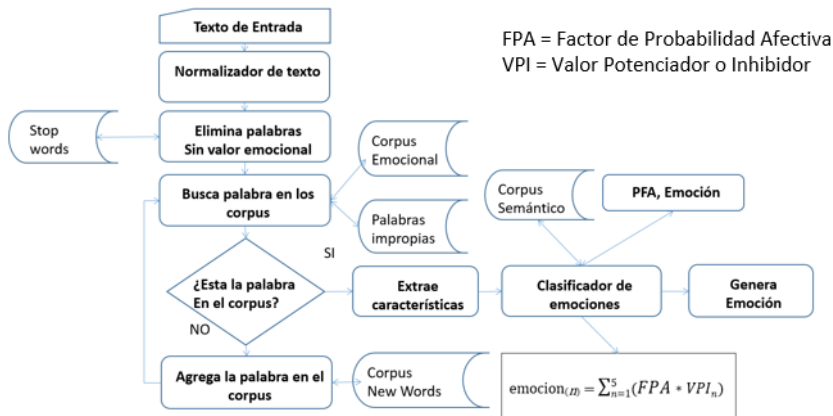 Texto de Entrada
FPA = Factor de Probabilidad Afectiva
VPI = Valor Potenciador o Inhibidor
Normalizador de texto
Stop
words
Elimina palabras
Sin valor emocional
Corpus
Emocional
Busca palabra en los
corpus
Palabras
impropias
Corpus
Semántico
PFA, Emoción
SI
¿Esta la palabra
En el corpus?
Extrae
características
Clasificador de
emociones
Genera
Emoción
NO
Agrega la palabra en el
corpus
Corpus
New Words
emocion(n) = ∑⁵ₙ₌₁(FPA * VPIₙ)